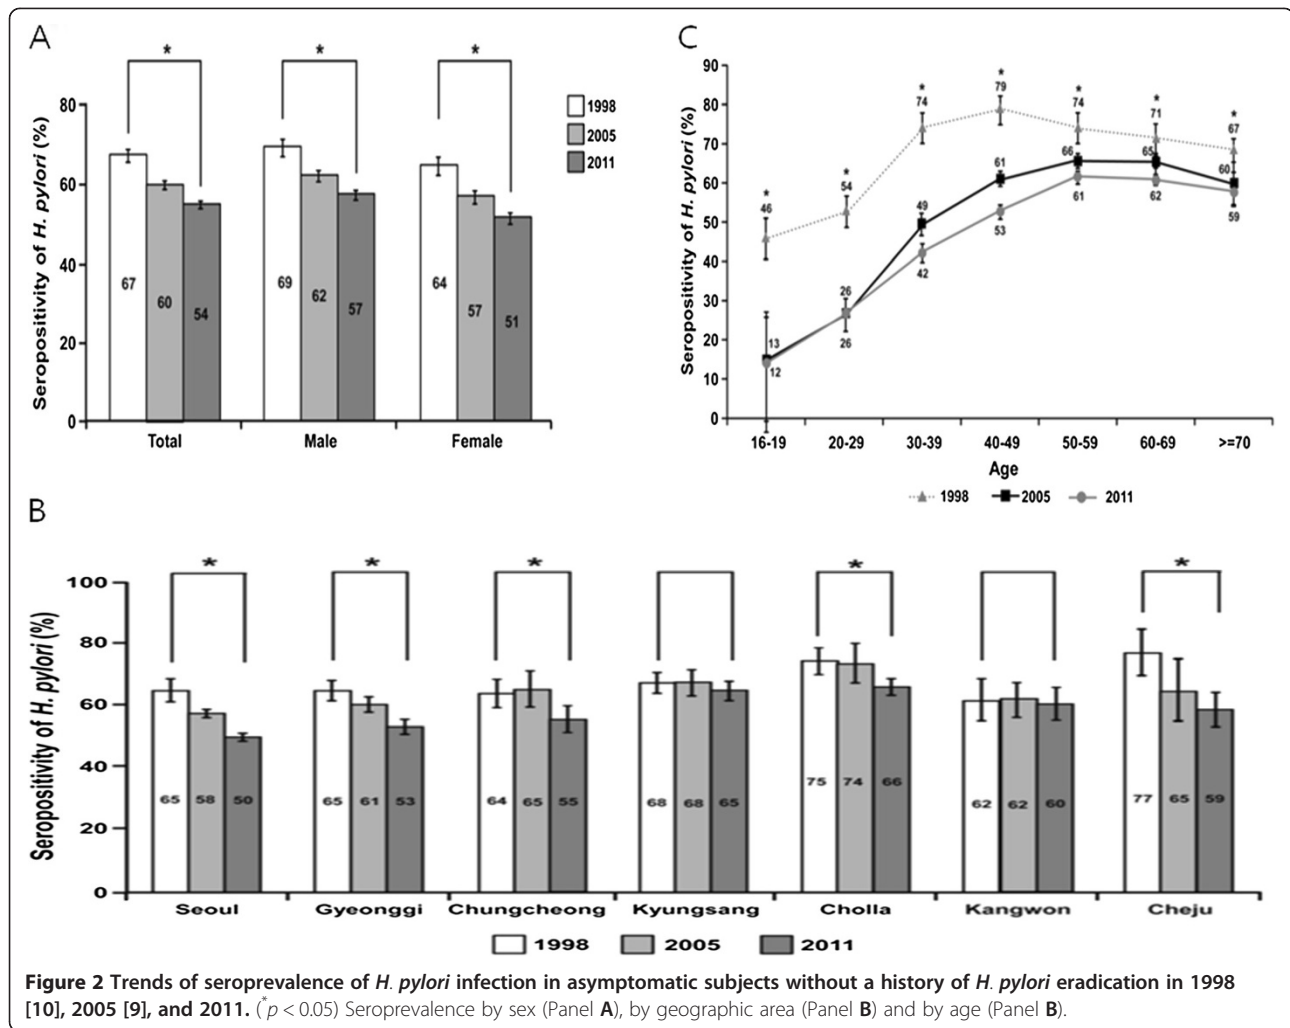 A
Seropositivity of H. pylori (%)
80
60
40
20
0
* * *
67 60 54
69 62 57
64 57 51
Total Male Female
1998
2005
2011
C
Seropositivity of H. pylori (%)
90
80
70
60
50
40
30
20
10
0
* * * * * * *
46 54 74 79 74 71 67
13 26 49 61 66 65 60
12 26 42 53 61 62 59
16-19 20-29 30-39 40-49 50-59 60-69 >=70
Age
1998 2005 2011
B
Seropositivity of H. pylori (%)
100
80
60
40
20
0
* * * * *
65 58 50
65 61 53
64 65 55
68 68 65
75 74 66
62 62 60
77 65 59
Seoul Gyeonggi Chungcheong Kyungsang Cholla Kangwon Cheju
1998 2005 2011
Figure 2 Trends of seroprevalence of H. pylori infection in asymptomatic subjects without a history of H. pylori eradication in 1998
[10], 2005 [9], and 2011. (*p < 0.05) Seroprevalence by sex (Panel A), by geographic area (Panel B) and by age (Panel B).